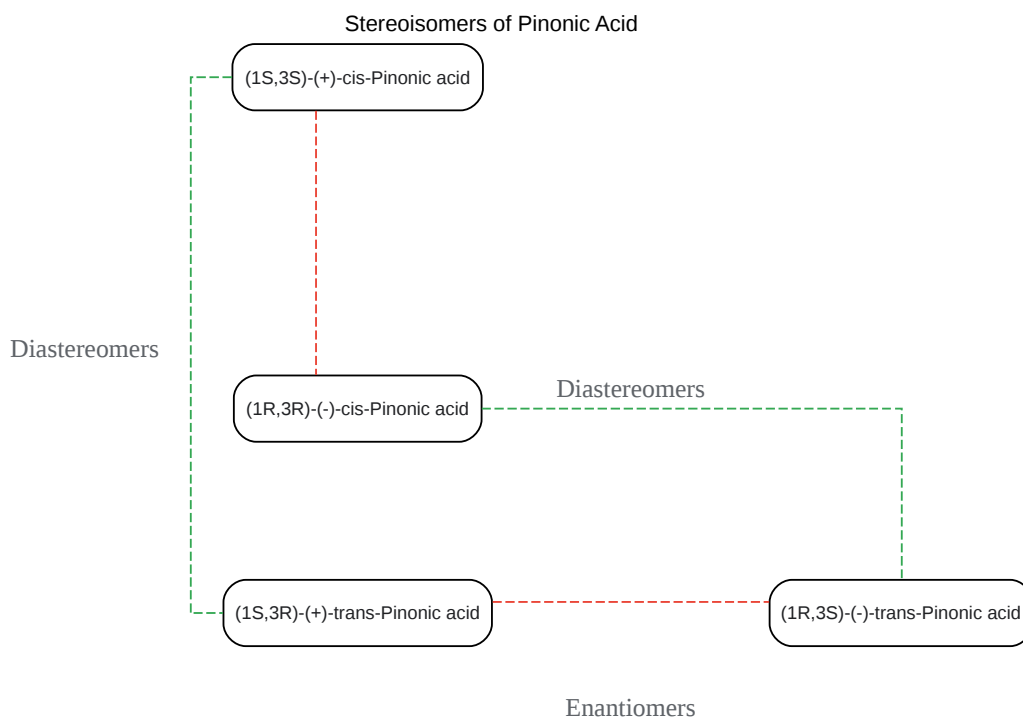 Stereoisomers of Pinonic Acid
(1S,3S)-(+)-cis-Pinonic acid
Diastereomers
Diastereomers
(1R,3R)-(-)-cis-Pinonic acid
(1S,3R)-(+)-trans-Pinonic acid
(1R,3S)-(-)-trans-Pinonic acid
Enantiomers